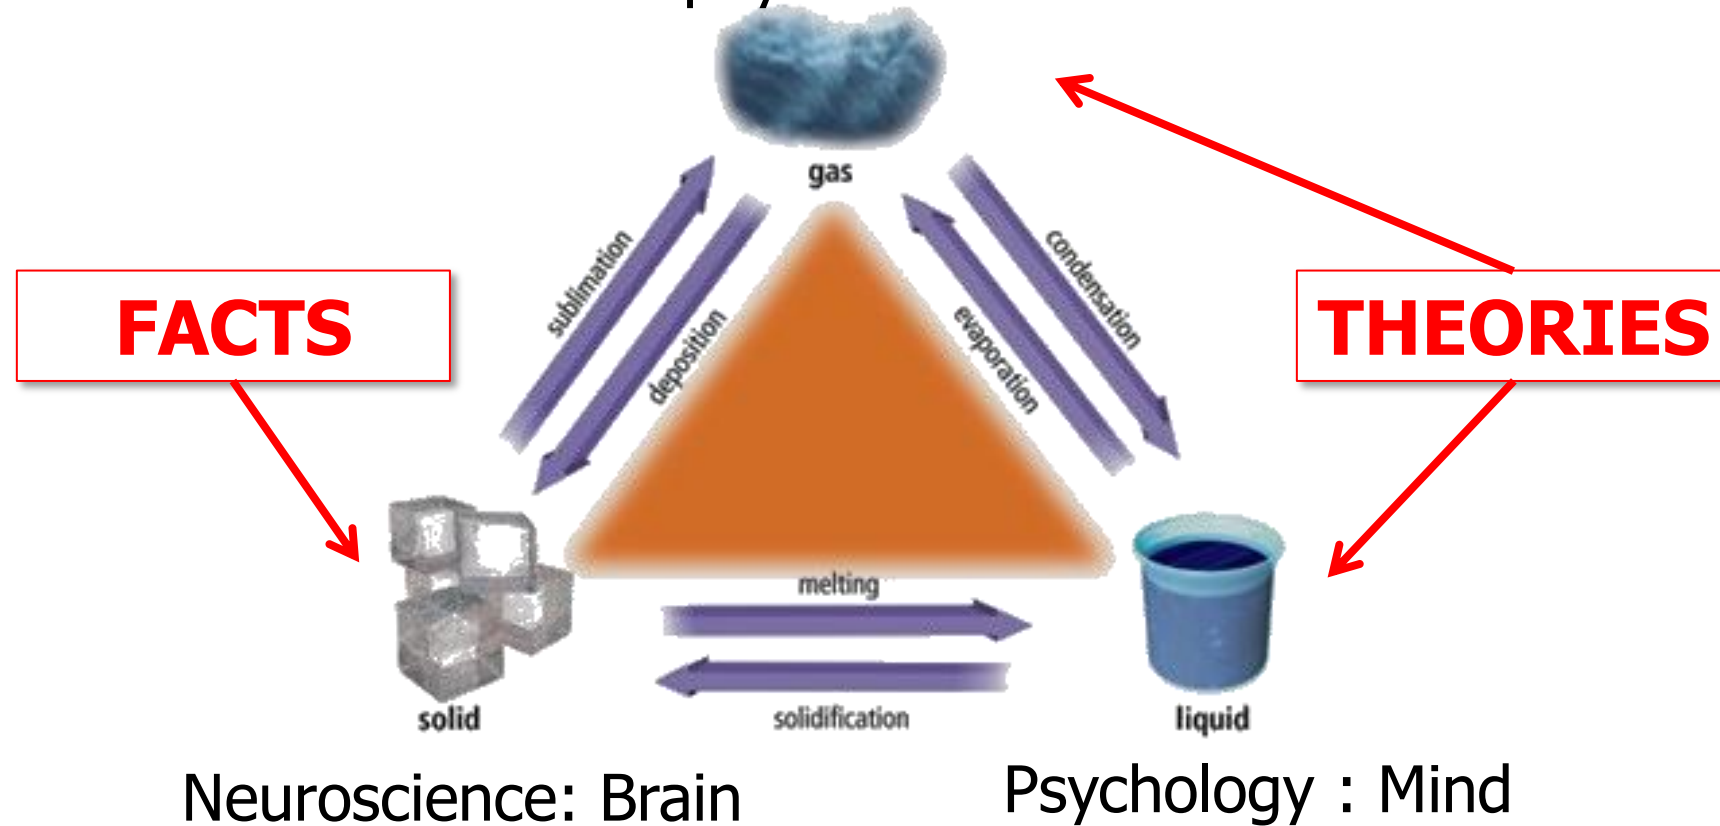 gas
sublimation
deposition
condensation
evaporation
FACTS
THEORIES
melting
solidification
solid
liquid
Neuroscience: Brain
Psychology : Mind